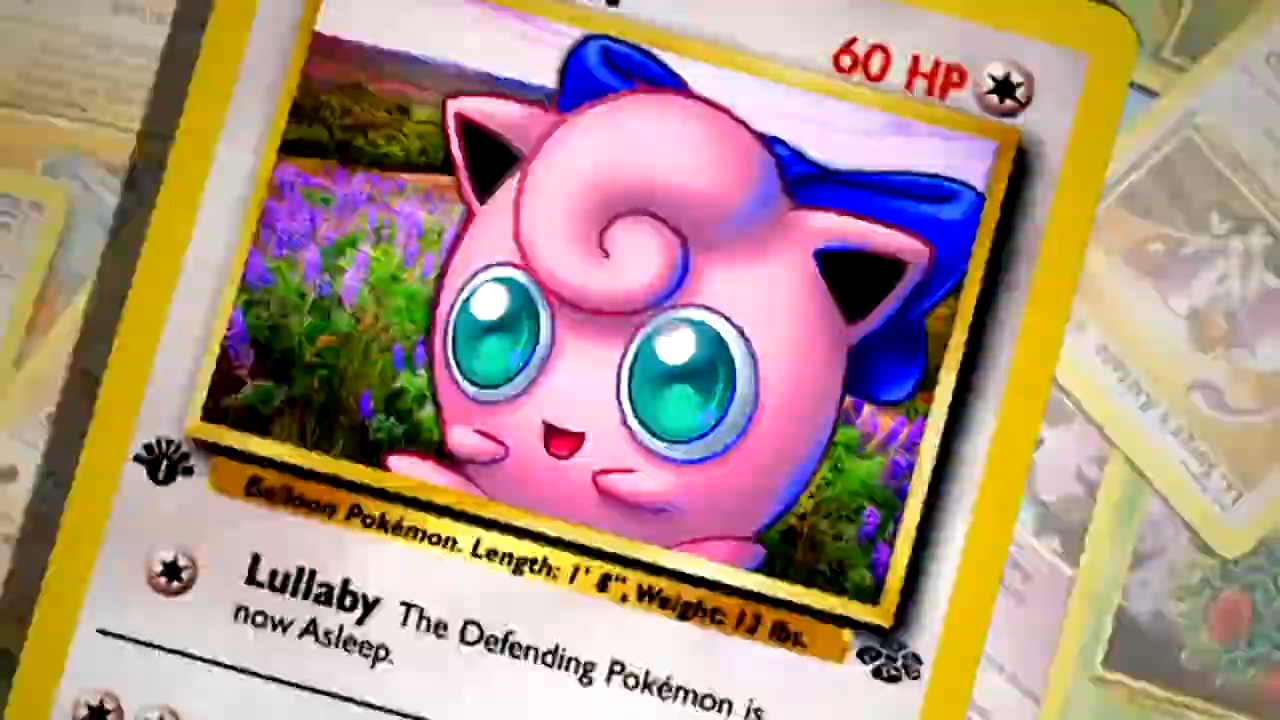 60 HP
Balloon Pokémon. Length: 1' 8", Weight: 12 lbs.
Lullaby The Defending Pokémon is
now Asleep.